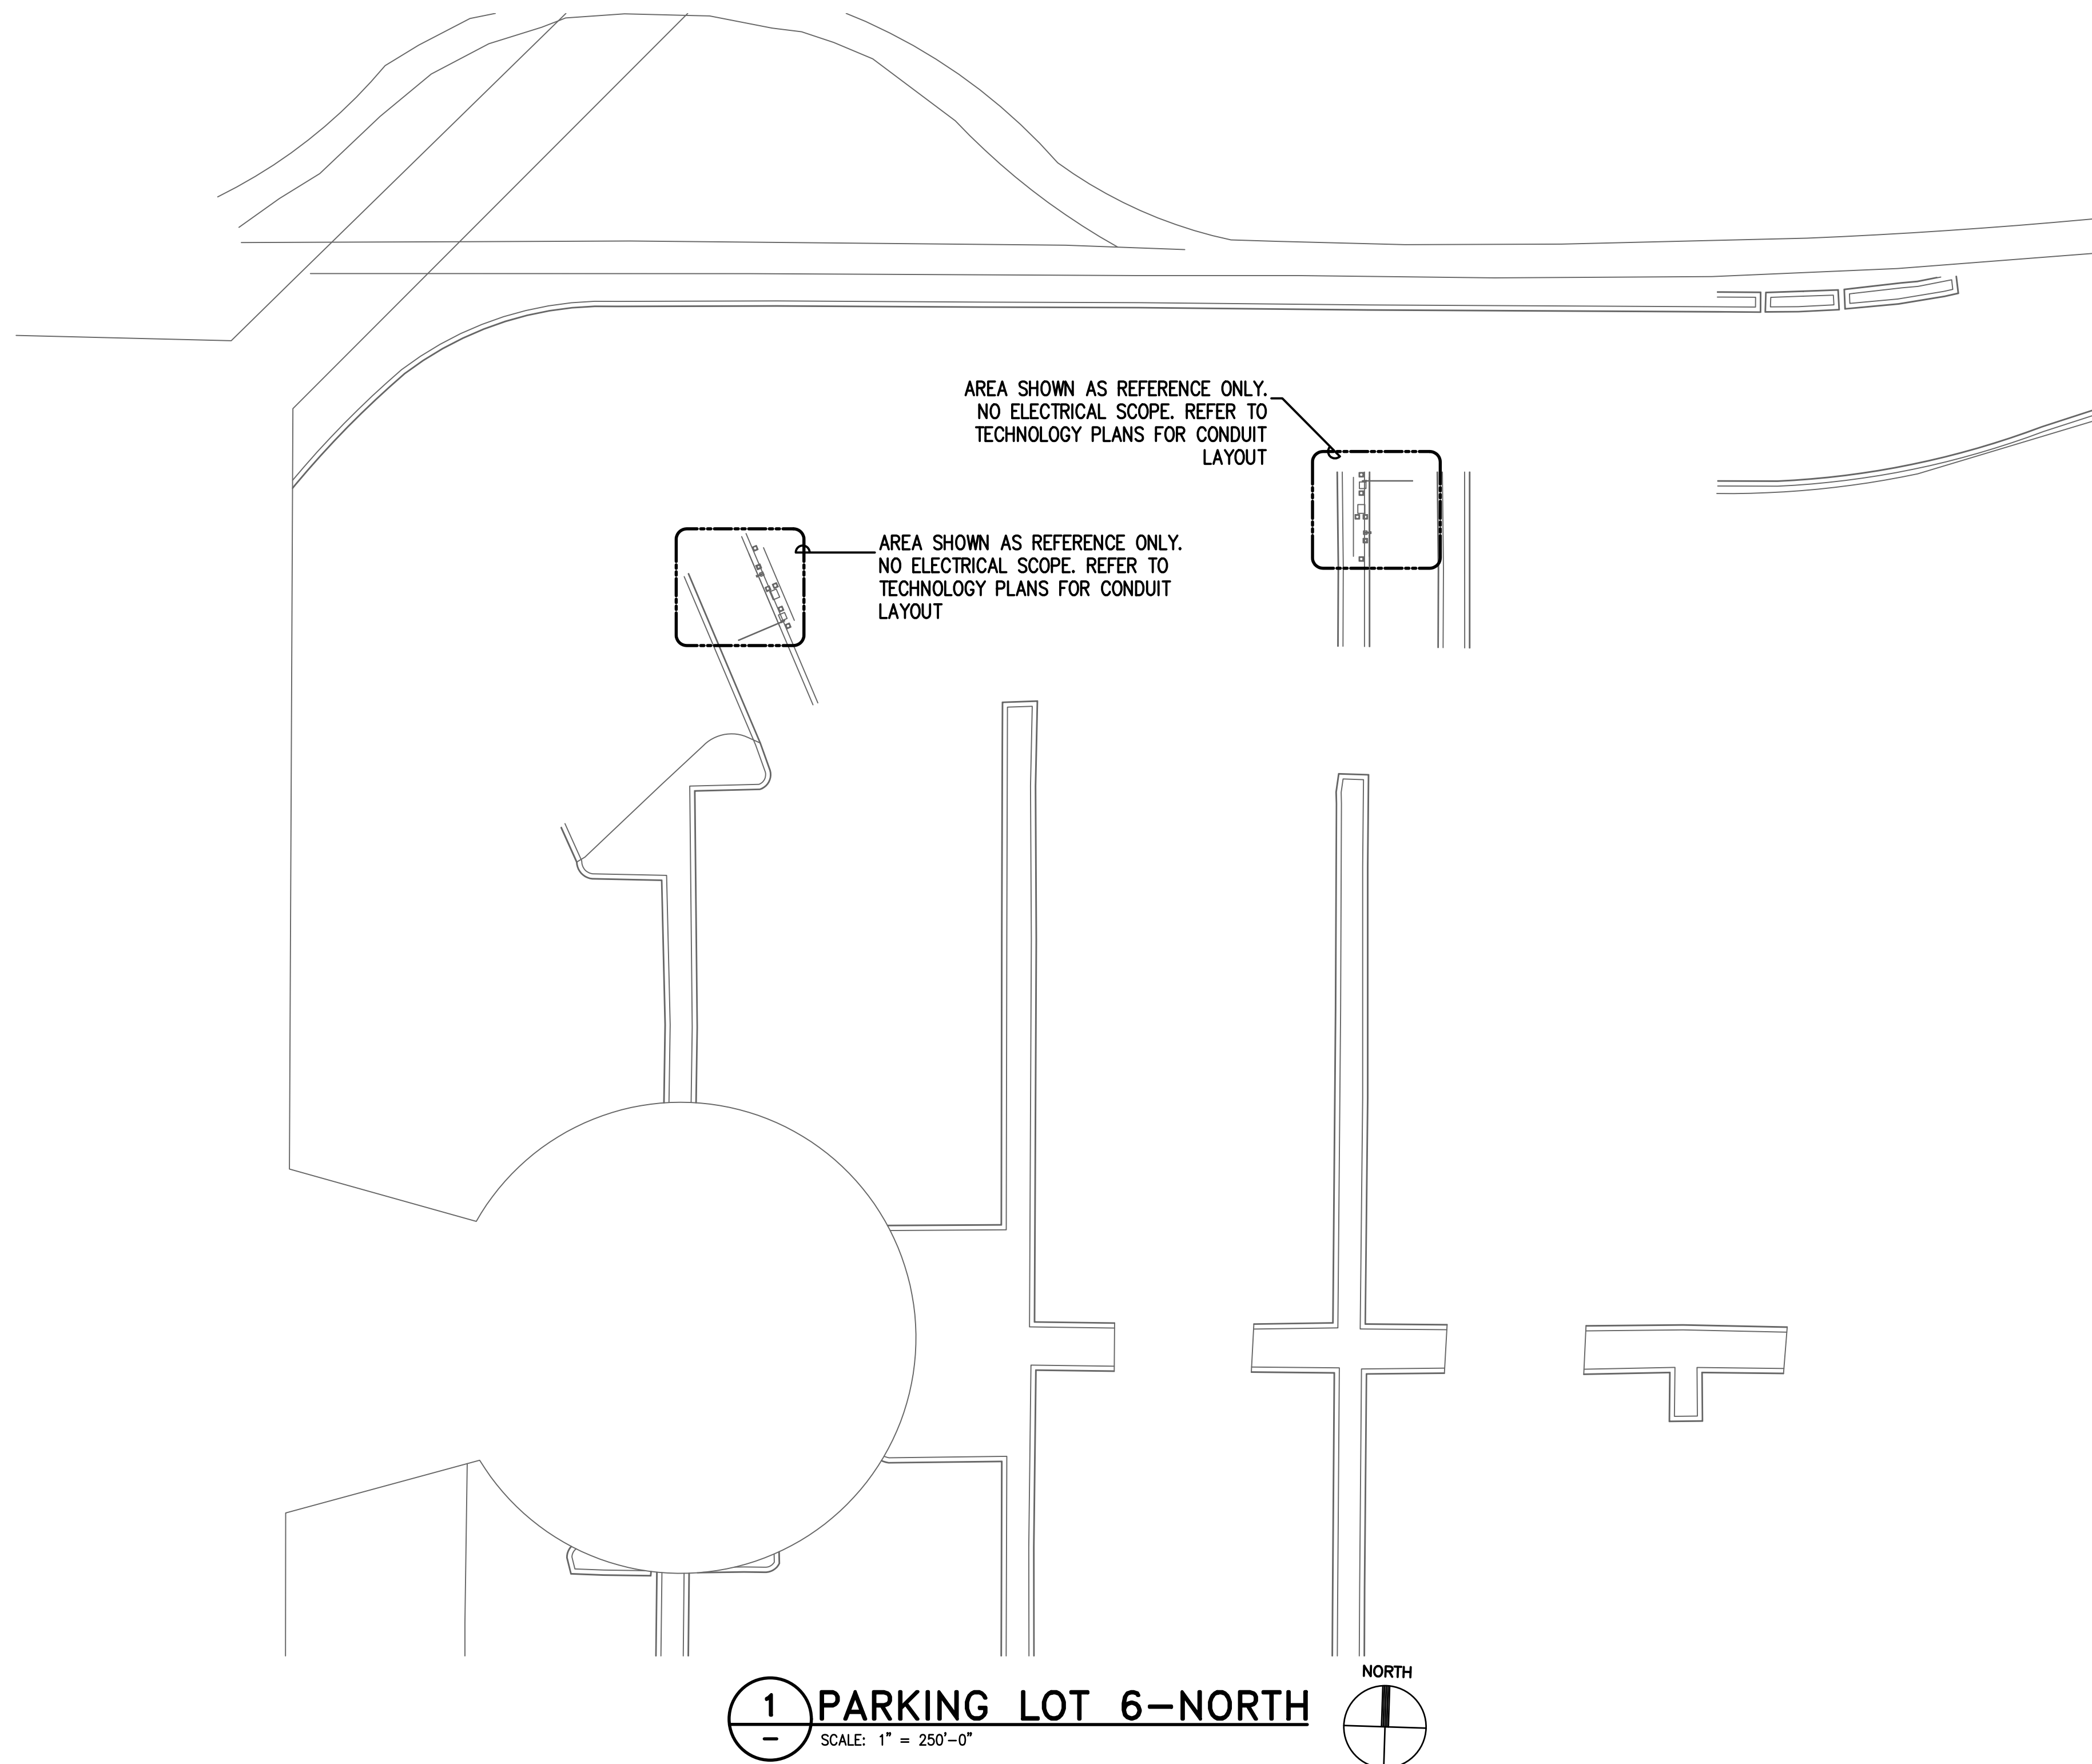 AREA SHOWN AS REFERENCE ONLY.
NO ELECTRICAL SCOPE. REFER TO
TECHNOLOGY PLANS FOR CONDUIT
LAYOUT
AREA SHOWN AS REFERENCE ONLY.
NO ELECTRICAL SCOPE. REFER TO
TECHNOLOGY PLANS FOR CONDUIT
LAYOUT
NORTH
1
–
PARKING LOT 6–NORTH
SCALE: 1" = 250'–0"